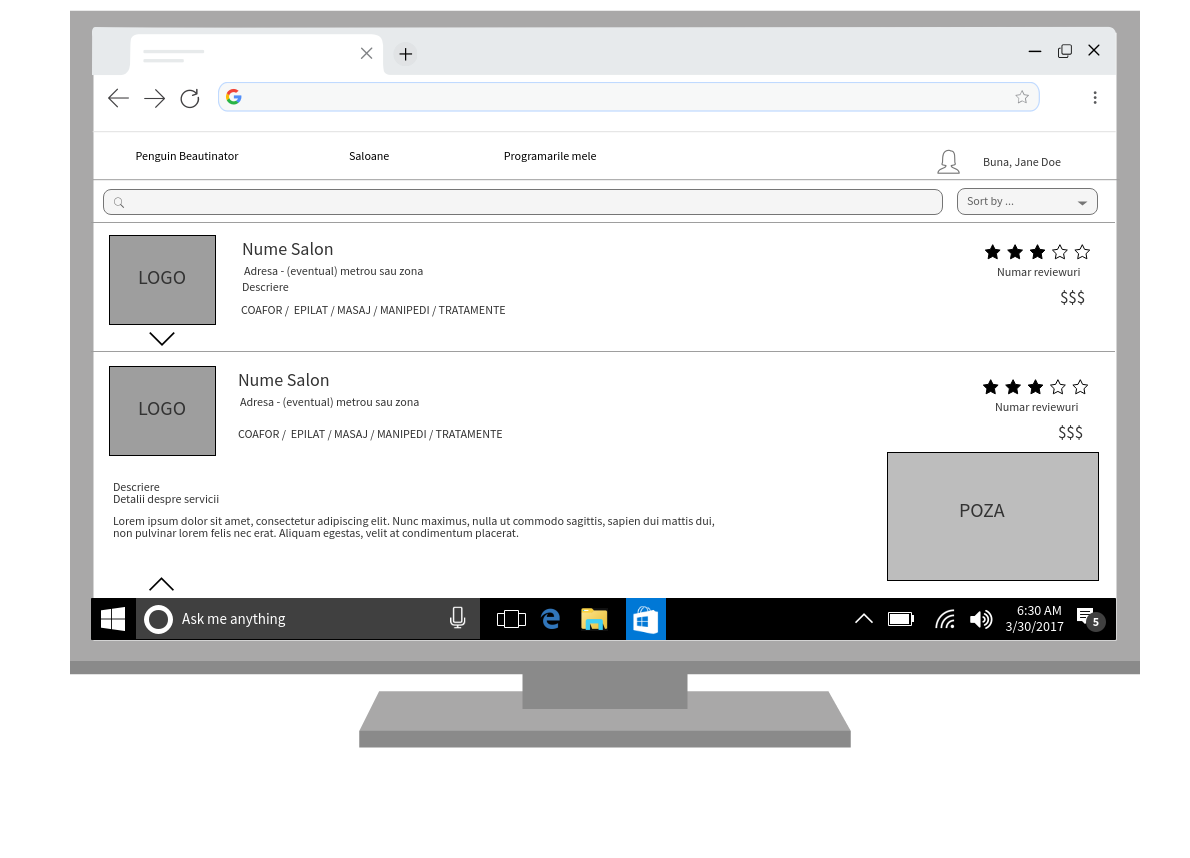 Penguin Beautinator Saloane Programarile mele Buna, Jane Doe
Sort by ...
LOGO
Nume Salon
Adresa - (eventual) metrou sau zona
Descriere
COAFOR / EPILAT / MASAJ / MANIPEDI / TRATAMENTE
Numar reviewuri
$$$
LOGO
Nume Salon
Adresa - (eventual) metrou sau zona
COAFOR / EPILAT / MASAJ / MANIPEDI / TRATAMENTE
Numar reviewuri
$$$
Descriere
Detalii despre servicii
Lorem ipsum dolor sit amet, consectetur adipiscing elit. Nunc maximus, nulla ut commodo sagittis, sapien dui mattis dui,
non pulvinar lorem felis nec erat. Aliquam egestas, velit at condimentum placerat.
POZA
Ask me anything
6:30 AM
3/30/2017
5